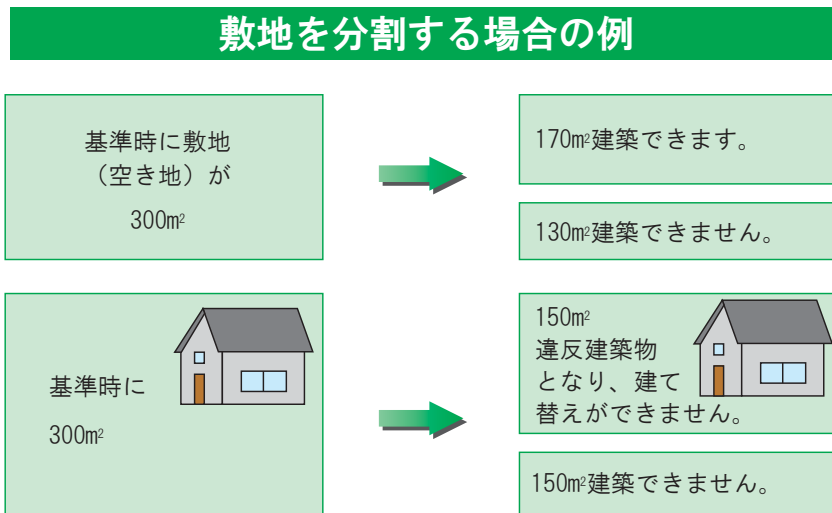 敷地を分割する場合の例
基準時に敷地
（空き地）が
300m²
170m²建築できます。
130m²建築できません。
基準時に
300m²
150m²
違反建築物
となり、建て
替えができません。
150m²建築できません。